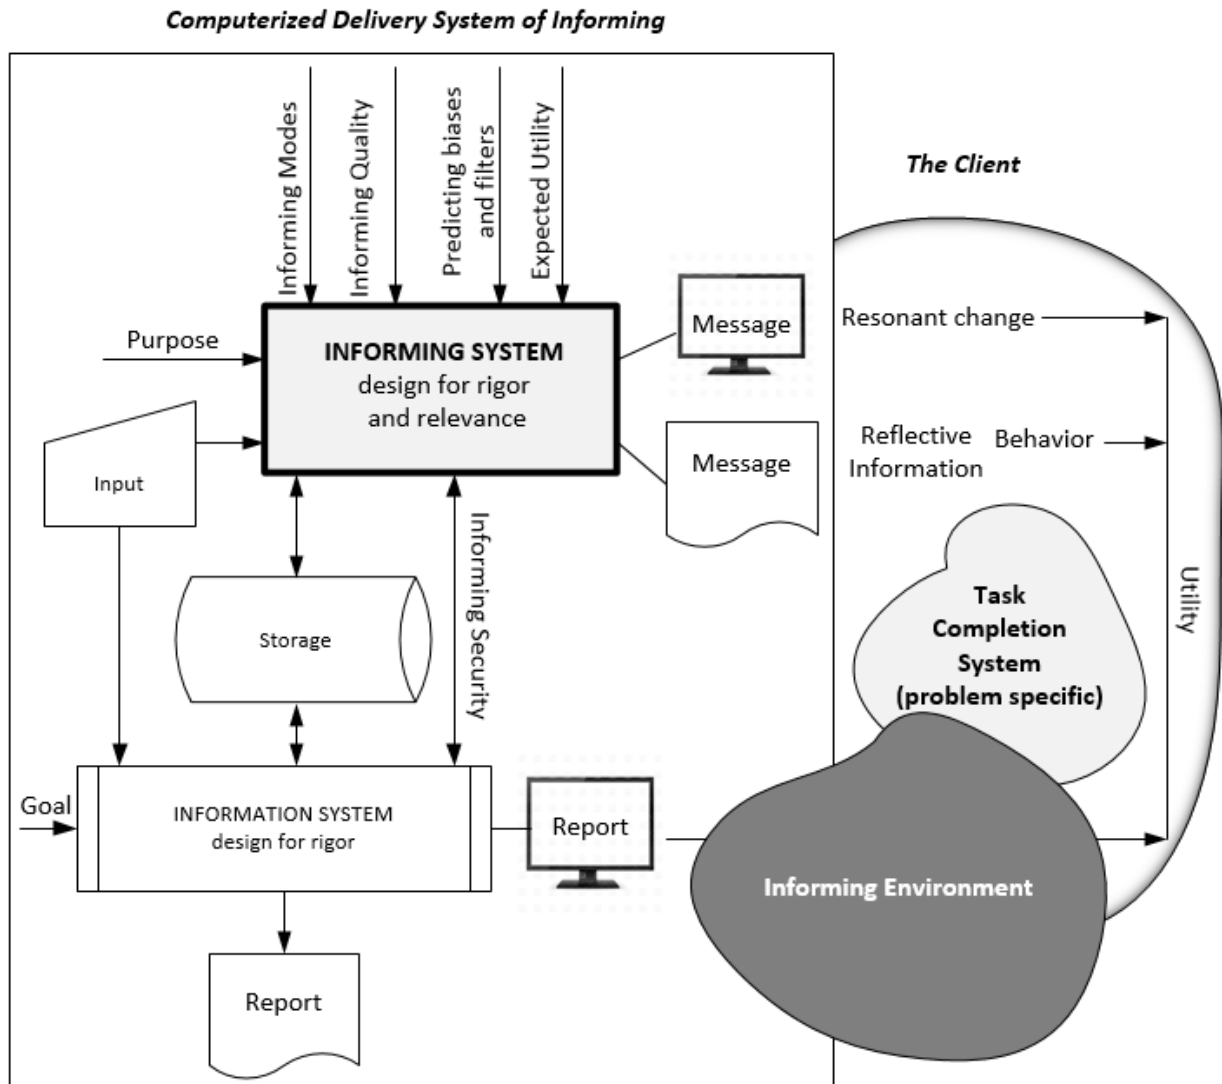 Computerized Delivery System of Informing
Informing Modes
Informing Quality
Predicting biases
and filters
Expected Utility
The Client
Purpose
INFORMING SYSTEM
design for rigor
and relevance
Message
Resonant change
Input
Message
Reflective
Information
Behavior
Informing Security
Storage
Task
Completion
System
(problem specific)
Utility
Goal
INFORMATION SYSTEM
design for rigor
Report
Informing Environment
Report